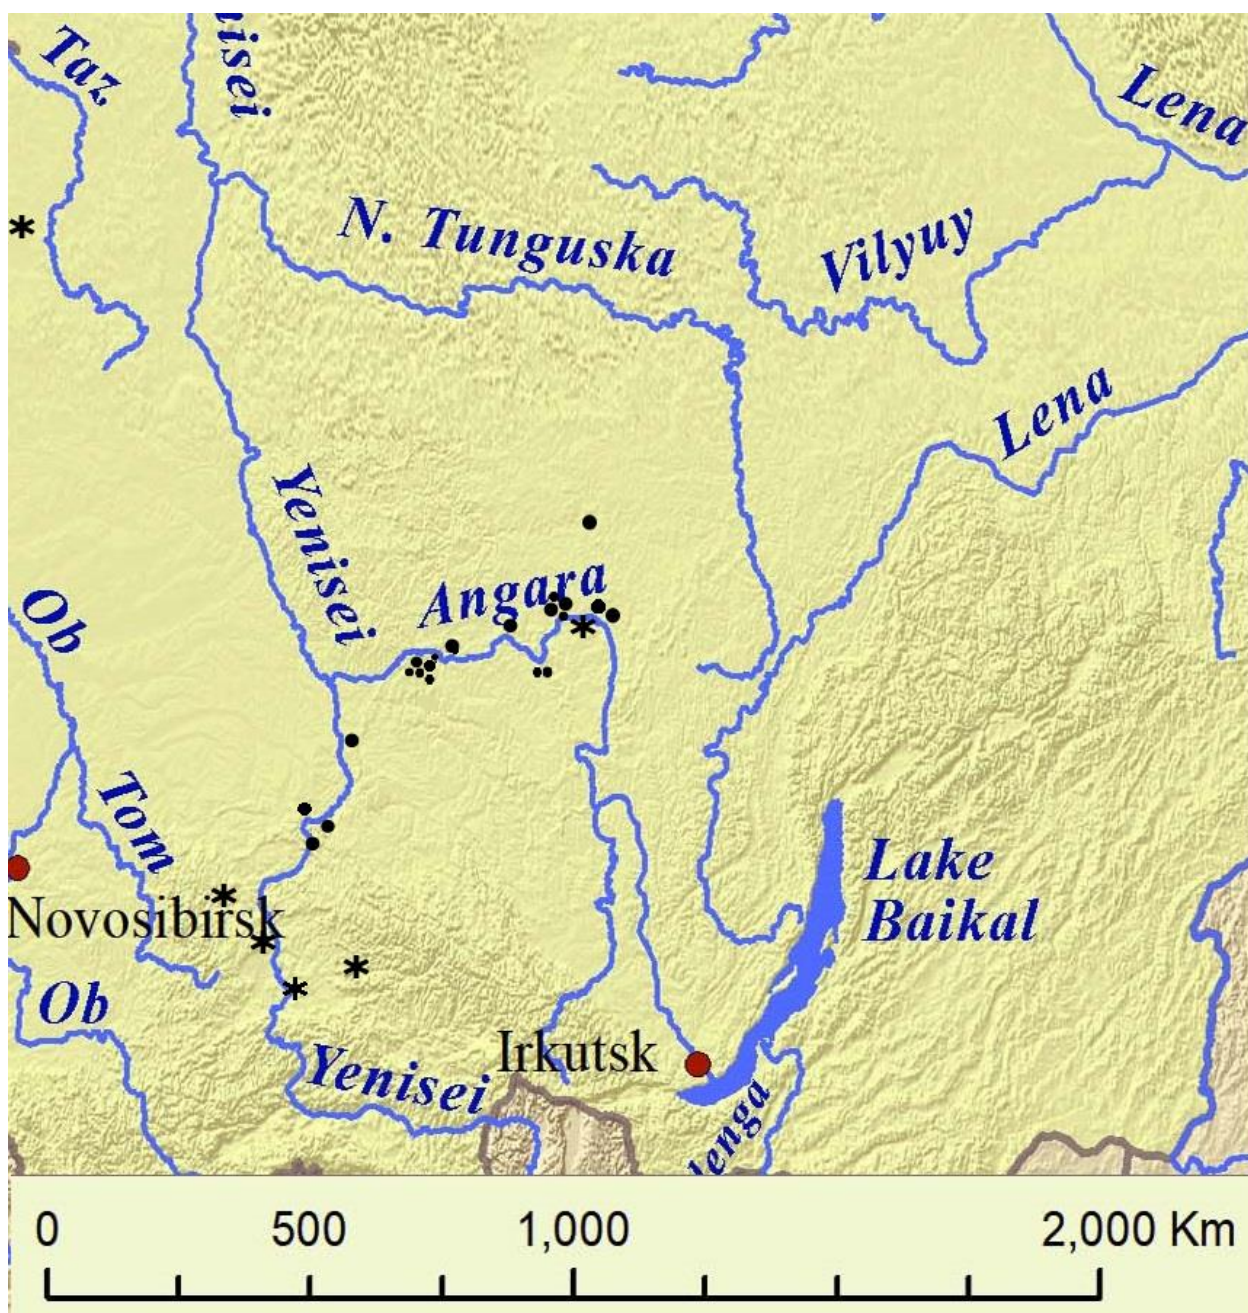 Taz
nisei
Lena
N. Tunguska
Vilyuy
Lena
Yenisei
Angara
Ob
Tom
Lake
Baikal
Novosibirsk
Ob
Irkutsk
Yenisei
lenga
0 500 1,000 2,000 Km